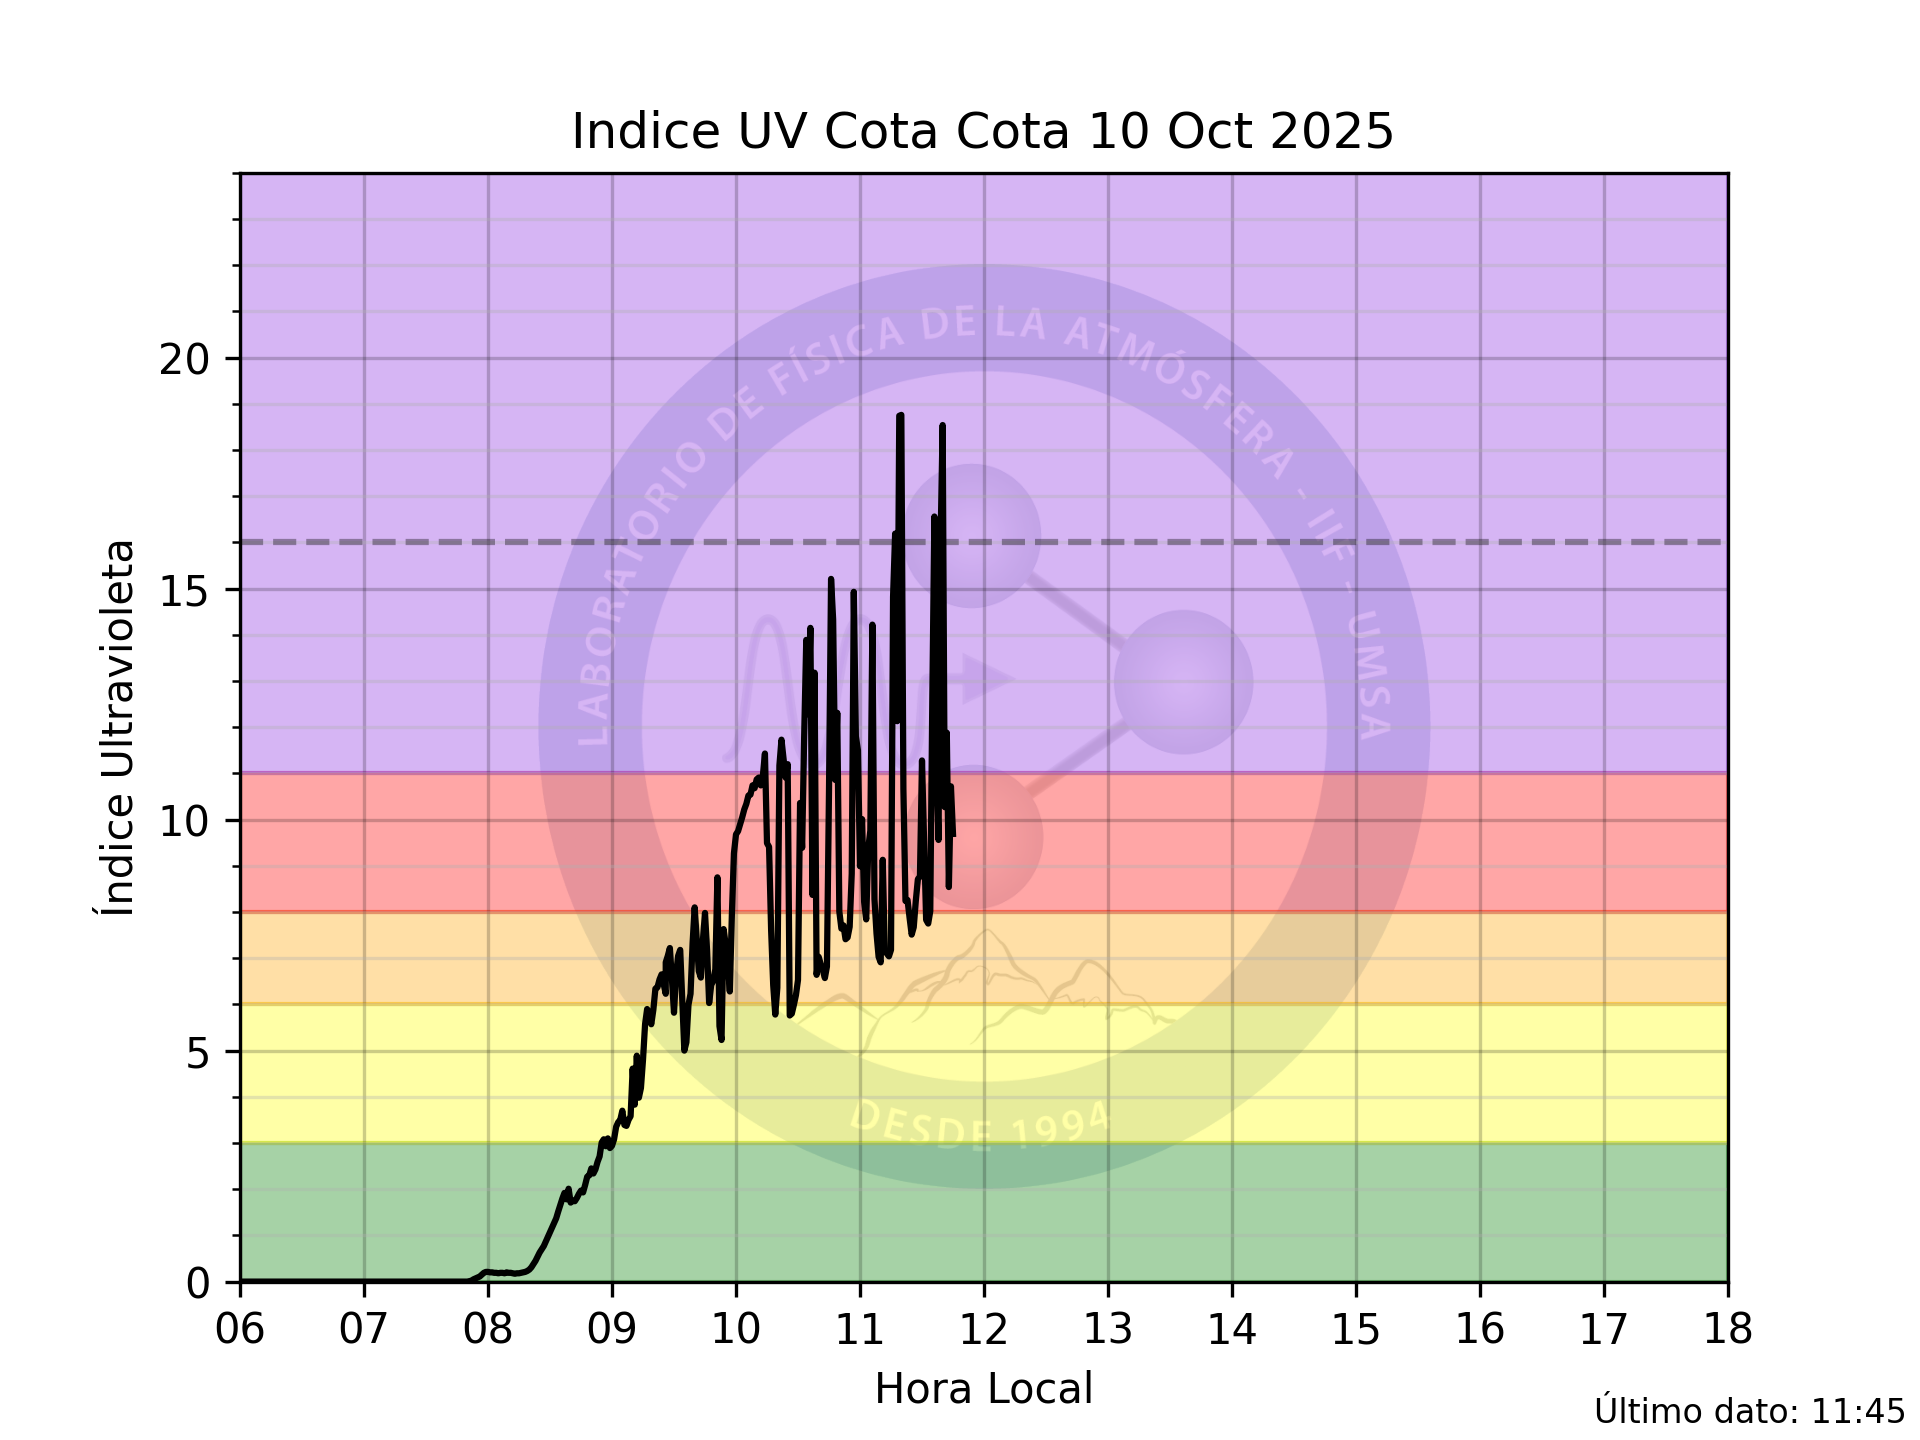 Indice UV Cota Cota 10 Oct 2025
20
15
10
5
0
Índice Ultravioleta
LABORATORIO DE FÍSICA DE LA ATMÓSFERA - IIF - UMSA
DESDE 1994
06 07 08 09 10 11 12 13 14 15 16 17 18
Hora Local
Último dato: 11:45